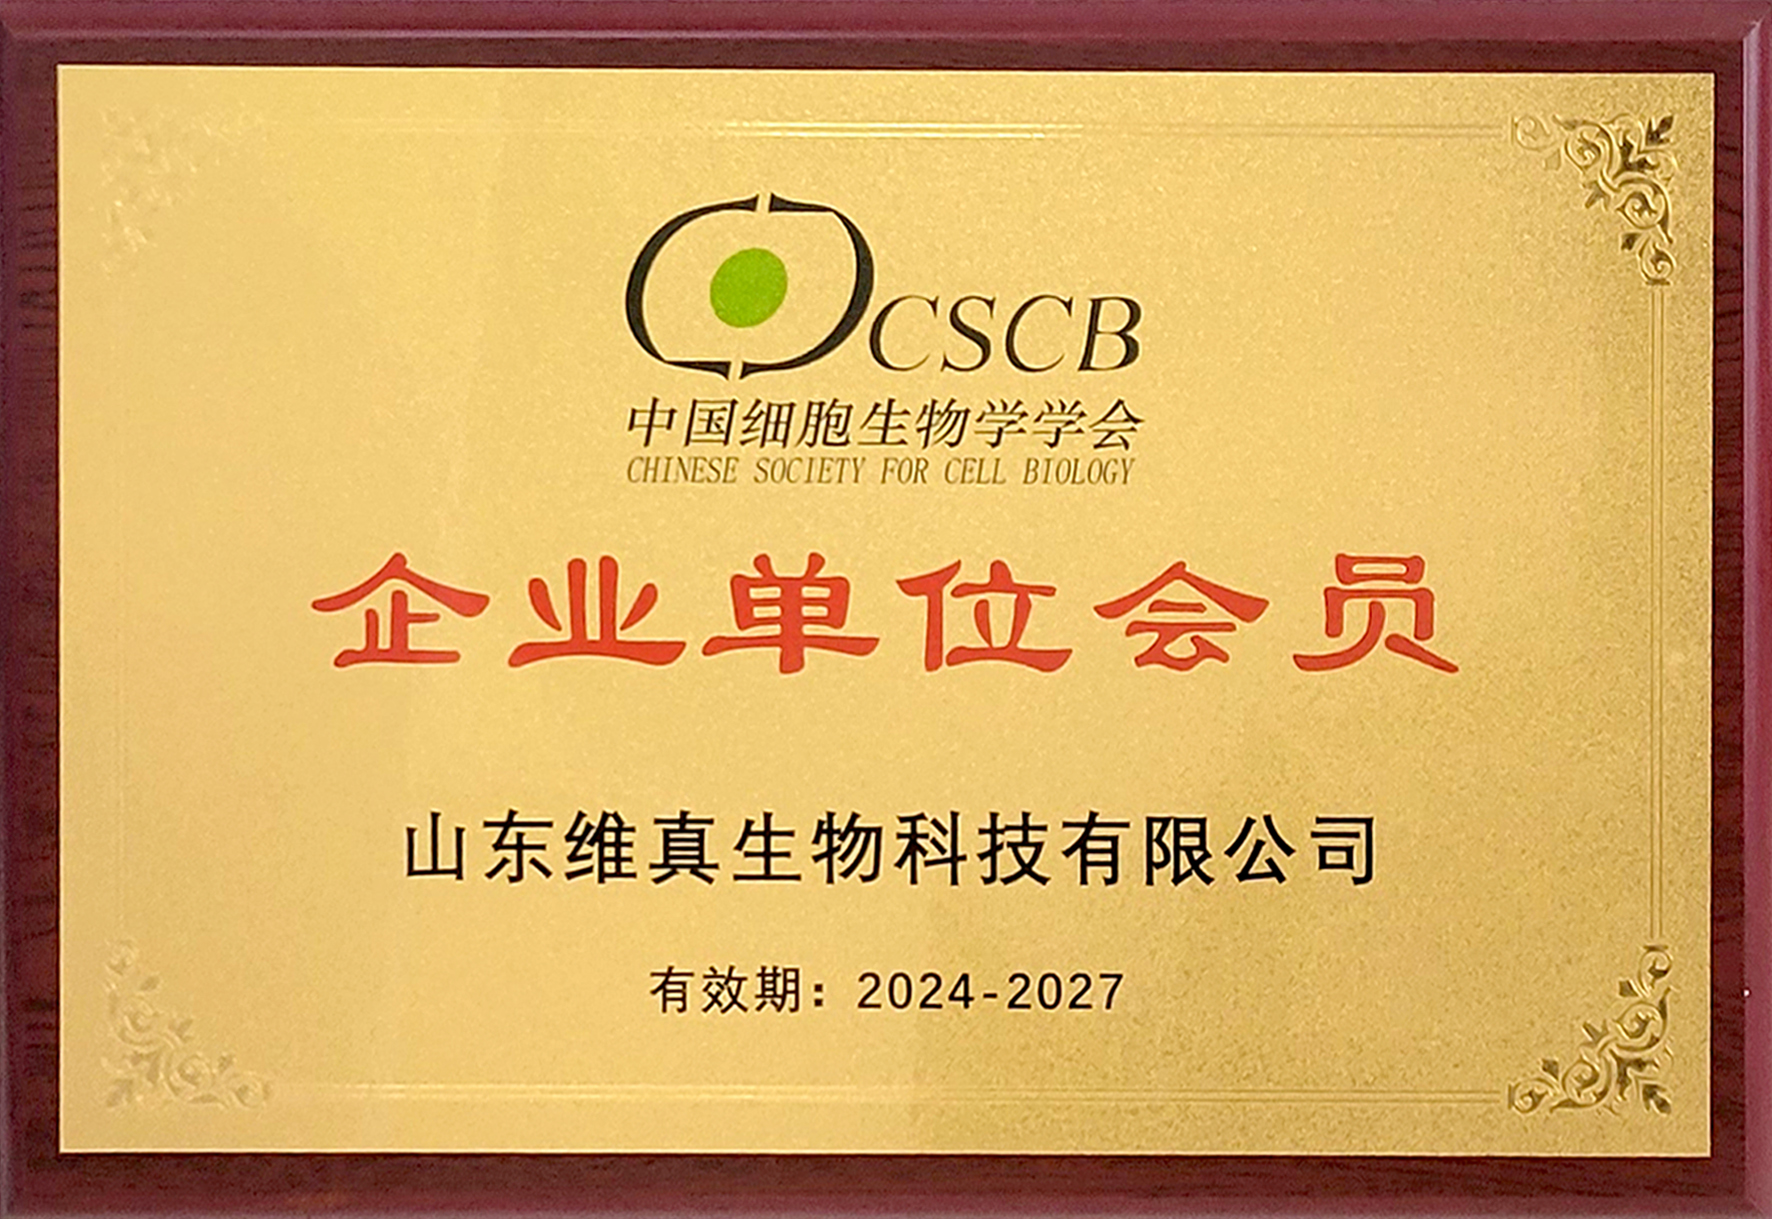 CSCB
中国细胞生物学学会
CHINESE SOCIETY FOR CELL BIOLOGY
企业单位会员
山东维真生物科技有限公司
有效期：2024-2027